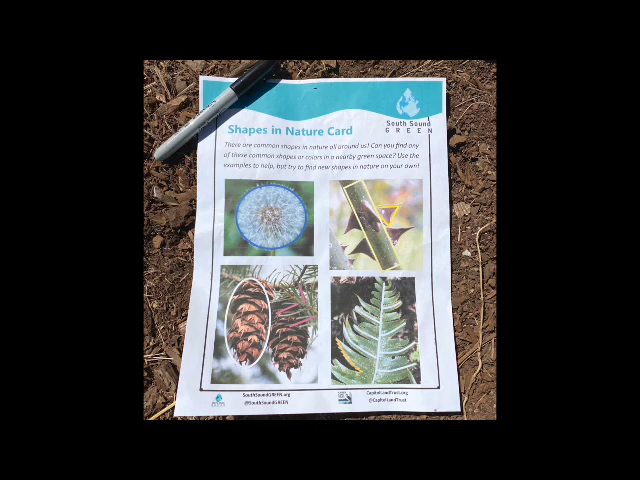 South Sound
GREEN
Shapes in Nature Card
There are common shapes in nature all around us! Can you find any
of these common shapes or colors in a nearby green space? Use the
examples to help, but try to find new shapes in nature on your own!
SouthSoundGREEN.org
@SouthSoundGREEN
CapitolLandTrust.org
@CapitolLandTrust